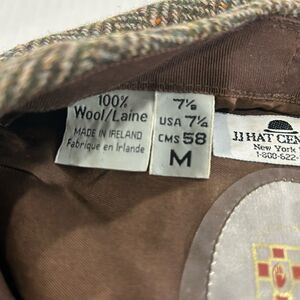 100%
Wool/Laine
MADE IN IRELAND
Fabrique en Irlande
7⅛
USA 7¼
CMS 58
M
JJ HAT CEN
New York
1-800-622